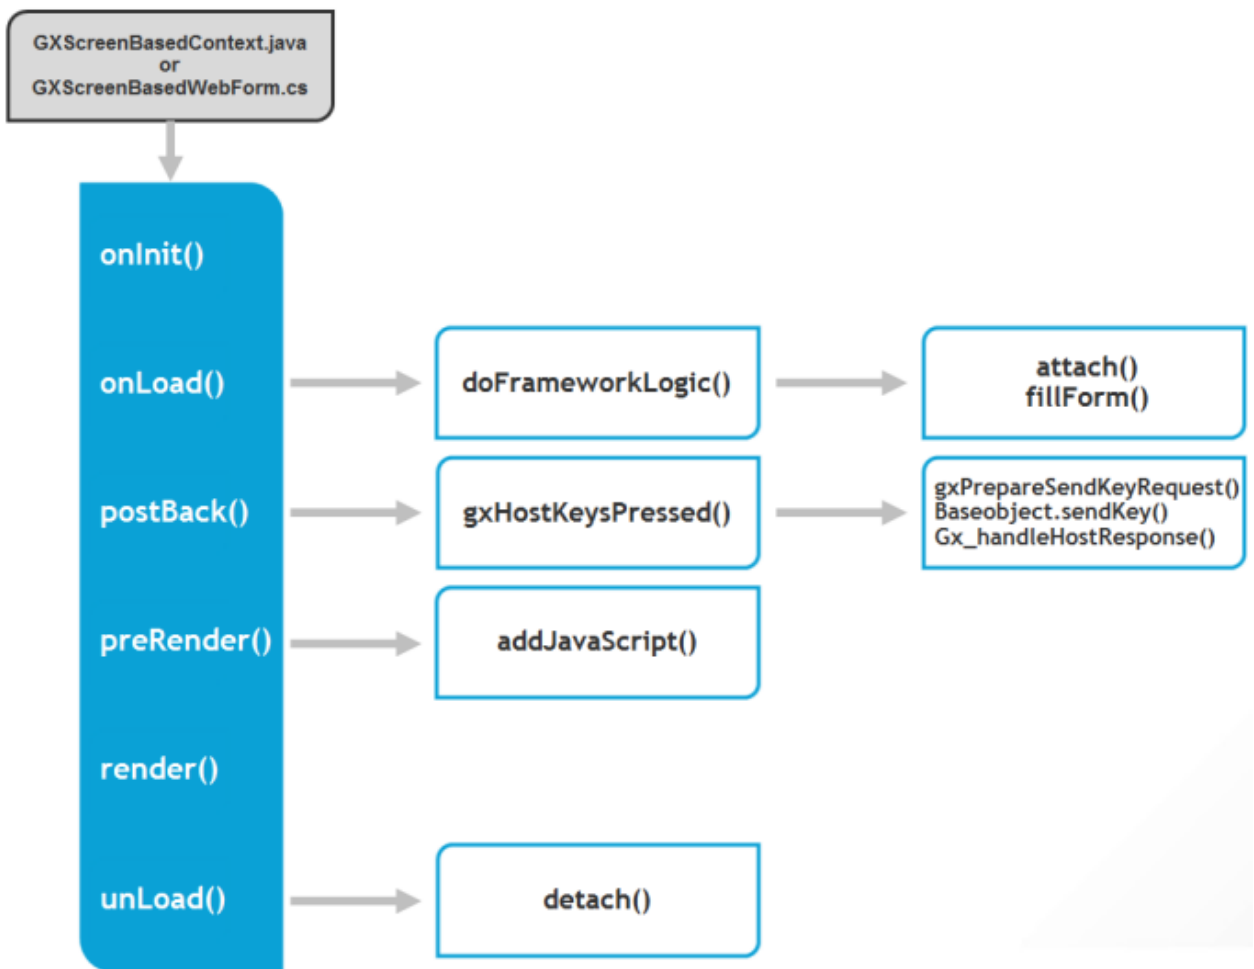 GXScreenBasedContext.java
or
GXScreenBasedWebForm.cs
onInit()
onLoad()
doFrameworkLogic()
attach()
fillForm()
postBack()
gxHostKeysPressed()
gxPrepareSendKeyRequest()
Baseobject.sendKey()
Gx_handleHostResponse()
preRender()
addJavaScript()
render()
unLoad()
detach()